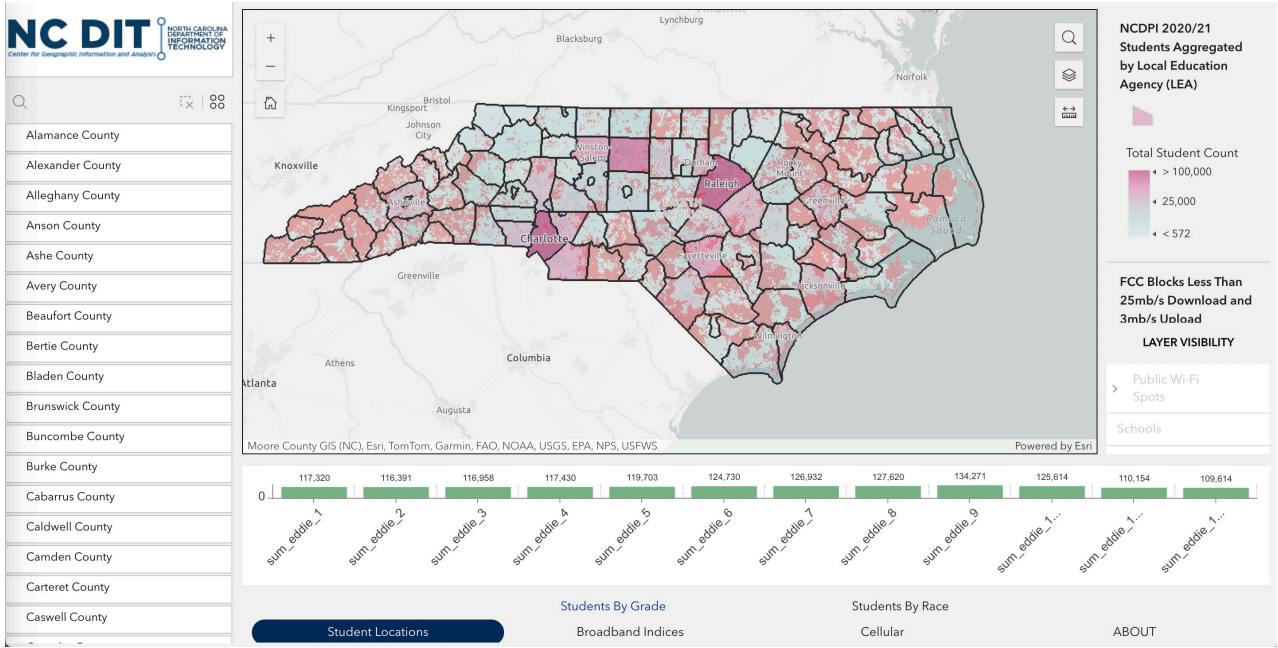 NC DIT
NORTH CAROLINA
DEPARTMENT OF
INFORMATION
TECHNOLOGY
Center for Geographic Information and Analysis
Alamance County
Alexander County
Alleghany County
Anson County
Ashe County
Avery County
Beaufort County
Bertie County
Bladen County
Brunswick County
Buncombe County
Burke County
Cabarrus County
Caldwell County
Camden County
Carteret County
Caswell County
+
−
Lynchburg
Blacksburg
Norfolk
Bristol
Kingsport
Johnson
City
Knoxville
Winston-
Salem
Durham
Rocky
Mount
Raleigh
Asheville
Greenville
Pamlico
Sound
Charlotte
Fayetteville
Jacksonville
Greenville
Wilmington
Athens
Columbia
Atlanta
Augusta
Moore County GIS (NC), Esri, TomTom, Garmin, FAO, NOAA, USGS, EPA, NPS, USFWS
Powered by Esri
NCDPI 2020/21
Students Aggregated
by Local Education
Agency (LEA)
Total Student Count
> 100,000
25,000
< 572
FCC Blocks Less Than
25mb/s Download and
3mb/s Upload
LAYER VISIBILITY
Public Wi-Fi
Spots
Schools
117,320 116,391 116,958 117,430 119,703 124,730 126,932 127,620 134,271 125,614 110,154 109,614
0
sum_eddie_1 sum_eddie_2 sum_eddie_3 sum_eddie_4 sum_eddie_5 sum_eddie_6 sum_eddie_7 sum_eddie_8 sum_eddie_9 sum_eddie_1... sum_eddie_1... sum_eddie_1...
Students By Grade Students By Race
Student Locations Broadband Indices Cellular ABOUT